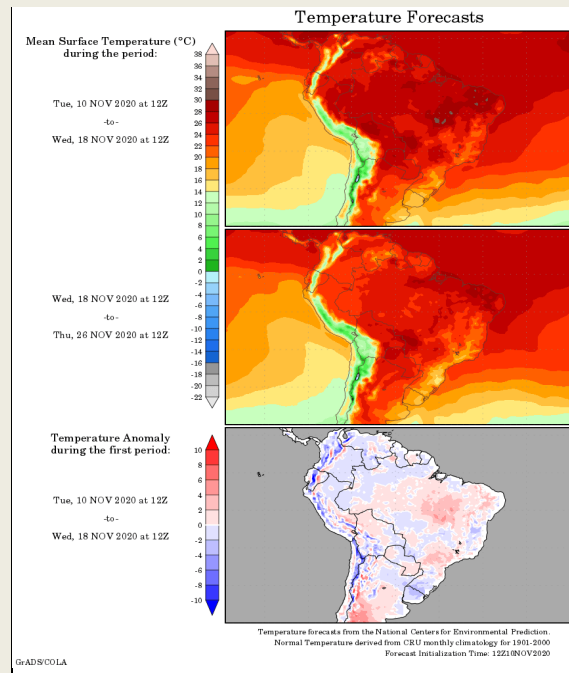 Temperature Forecasts
Mean Surface Temperature (°C)
during the period:
Tue, 10 NOV 2020 at 12Z
-to-
Wed, 18 NOV 2020 at 12Z
38
36
34
32
30
28
26
24
22
20
18
16
14
12
10
8
6
4
2
0
-2
-4
-6
-8
-10
-12
-14
-16
-18
-20
-22
Wed, 18 NOV 2020 at 12Z
-to-
Thu, 26 NOV 2020 at 12Z
Temperature Anomaly
during the first period:
Tue, 10 NOV 2020 at 12Z
-to-
Wed, 18 NOV 2020 at 12Z
10
8
6
4
2
0
-2
-4
-6
-8
-10
Temperature forecasts from the National Centers for Environmental Prediction.
Normal Temperature derived from CRU monthly climatology for 1901-2000
Forecast Initialization Time: 12Z10NOV2020
GrADS/COLA